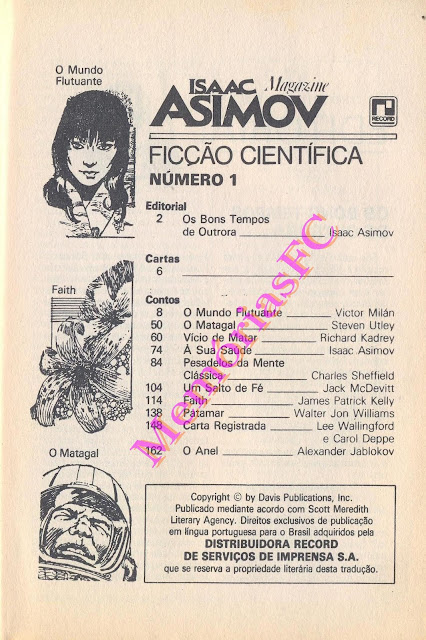 O Mundo
Flutuante
ISAAC Magazine
ASIMOV
RECORD
FICÇÃO CIENTÍFICA
NÚMERO 1
Editorial
2 Os Bons Tempos
de Outrora Isaac Asimov
Cartas
6
Faith
Contos
8 O Mundo Flutuante Victor Milán
50 O Matagal Steven Utley
60 Vício de Matar Richard Kadrey
74 À Sua Saúde Isaac Asimov
84 Pesadelo da Mente
Clássica Charles Sheffield
104 Um Salto de Fé Jack McDevitt
114 Faith James Patrick Kelly
138 Patamar Walter Jon Williams
148 Carta Registrada Lee Wallingford
e Carol Deppe
162 O Anel Alexander Jablokov
O Matagal
Copyright © by Davis Publications, Inc.
Publicado mediante acordo com Scott Meredith
Literary Agency. Direitos exclusivos de publicação
em língua portuguesa para o Brasil adquiridos pela
DISTRIBUIDORA RECORD
DE SERVIÇOS DE IMPRENSA S.A.
que se reserva a propriedade literária desta tradução.
MemóriasFC